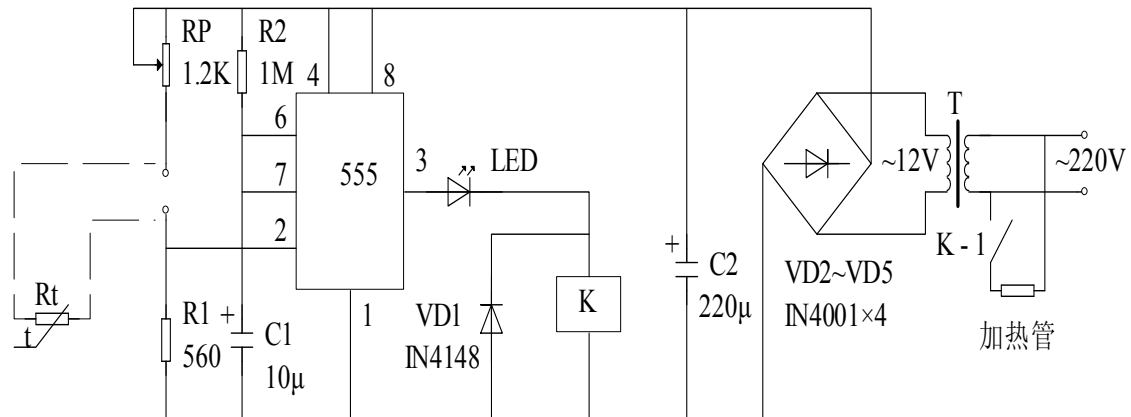 RP
1.2K
R2
1M
4
8
6
7
2
555
3
LED
1
Rt
t
R1
560
+
C1
10μ
VD1
IN4148
K
+
C2
220μ
VD2~VD5
IN4001×4
~12V
T
~220V
K - 1
加热管